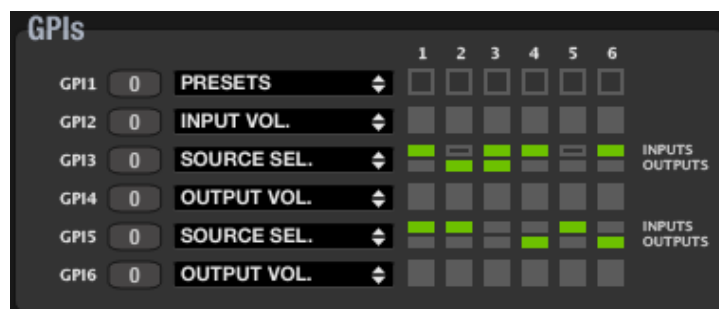 GPIs
1 2 3 4 5 6
GPI1 0 PRESETS
GPI2 0 INPUT VOL.
GPI3 0 SOURCE SEL. INPUTS
OUTPUTS
GPI4 0 OUTPUT VOL.
GPI5 0 SOURCE SEL. INPUTS
OUTPUTS
GPI6 0 OUTPUT VOL.